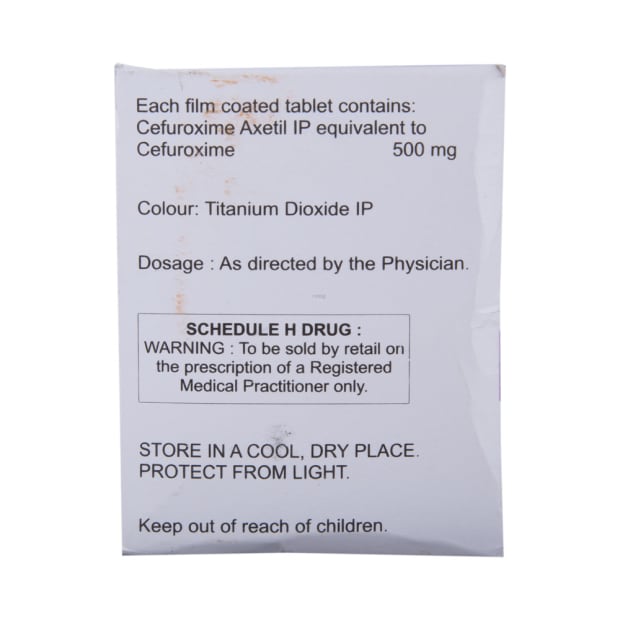 Each film coated tablet contains:
Cefuroxime Axetil IP equivalent to
Cefuroxime 500 mg
Colour: Titanium Dioxide IP
Dosage : As directed by the Physician.
SCHEDULE H DRUG :
WARNING : To be sold by retail on
the prescription of a Registered
Medical Practitioner only.
STORE IN A COOL, DRY PLACE.
PROTECT FROM LIGHT.
Keep out of reach of children.